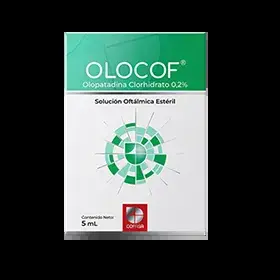 OLOCOF®
Olopatadina Clorhidrato 0,2%
Solución Oftálmica Estéril
Contenido Neto:
5 mL